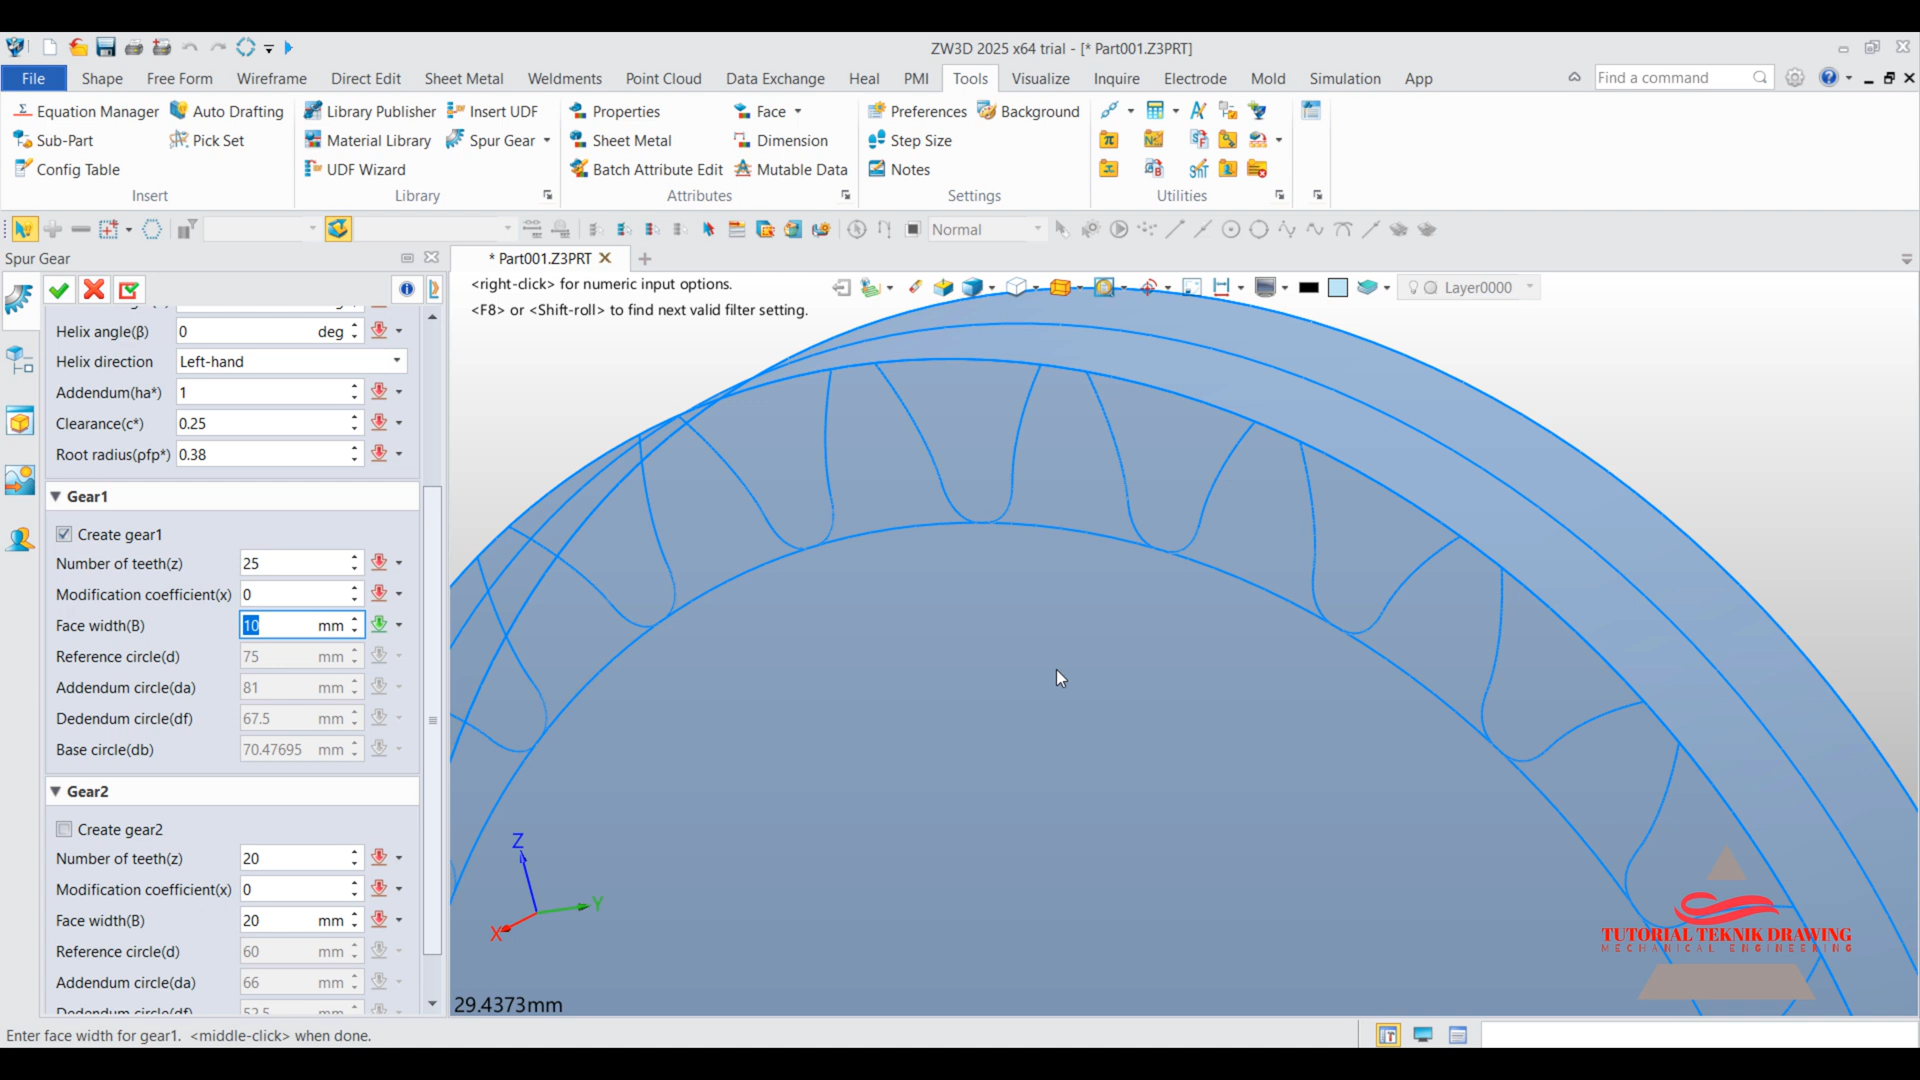 ZW3D 2025 x64 trial - [* Part001.Z3PRT]
File Shape Free Form Wireframe Direct Edit Sheet Metal Weldments Point Cloud Data Exchange Heal PMI Tools Visualize Inquire Electrode Mold Simulation App Find a command
Equation Manager Auto Drafting Library Publisher Insert UDF Properties Face Preferences Background
Sub-Part Pick Set Material Library Spur Gear Sheet Metal Dimension Step Size
Config Table UDF Wizard Batch Attribute Edit Mutable Data Notes
Insert Library Attributes Settings Utilities
Normal
Spur Gear
* Part001.Z3PRT
<right-click> for numeric input options.
<F8> or <Shift-roll> to find next valid filter setting.
Layer0000
Helix angle(β) 0 deg
Helix direction Left-hand
Addendum(ha*) 1
Clearance(c*) 0.25
Root radius(ρfp*) 0.38
Gear1
Create gear1
Number of teeth(z) 25
Modification coefficient(x) 0
Face width(B) 10 mm
Reference circle(d) 75 mm
Addendum circle(da) 81 mm
Dedendum circle(df) 67.5 mm
Base circle(db) 70.47695 mm
Gear2
Create gear2
Number of teeth(z) 20
Modification coefficient(x) 0
Face width(B) 20 mm
Reference circle(d) 60 mm
Addendum circle(da) 66 mm
Dedendum circle(df) 52.5 mm
Z
Y
X
29.4373mm
TUTORIAL TEKNIK DRAWING
MECHANICAL ENGINEERING
Enter face width for gear1. <middle-click> when done.